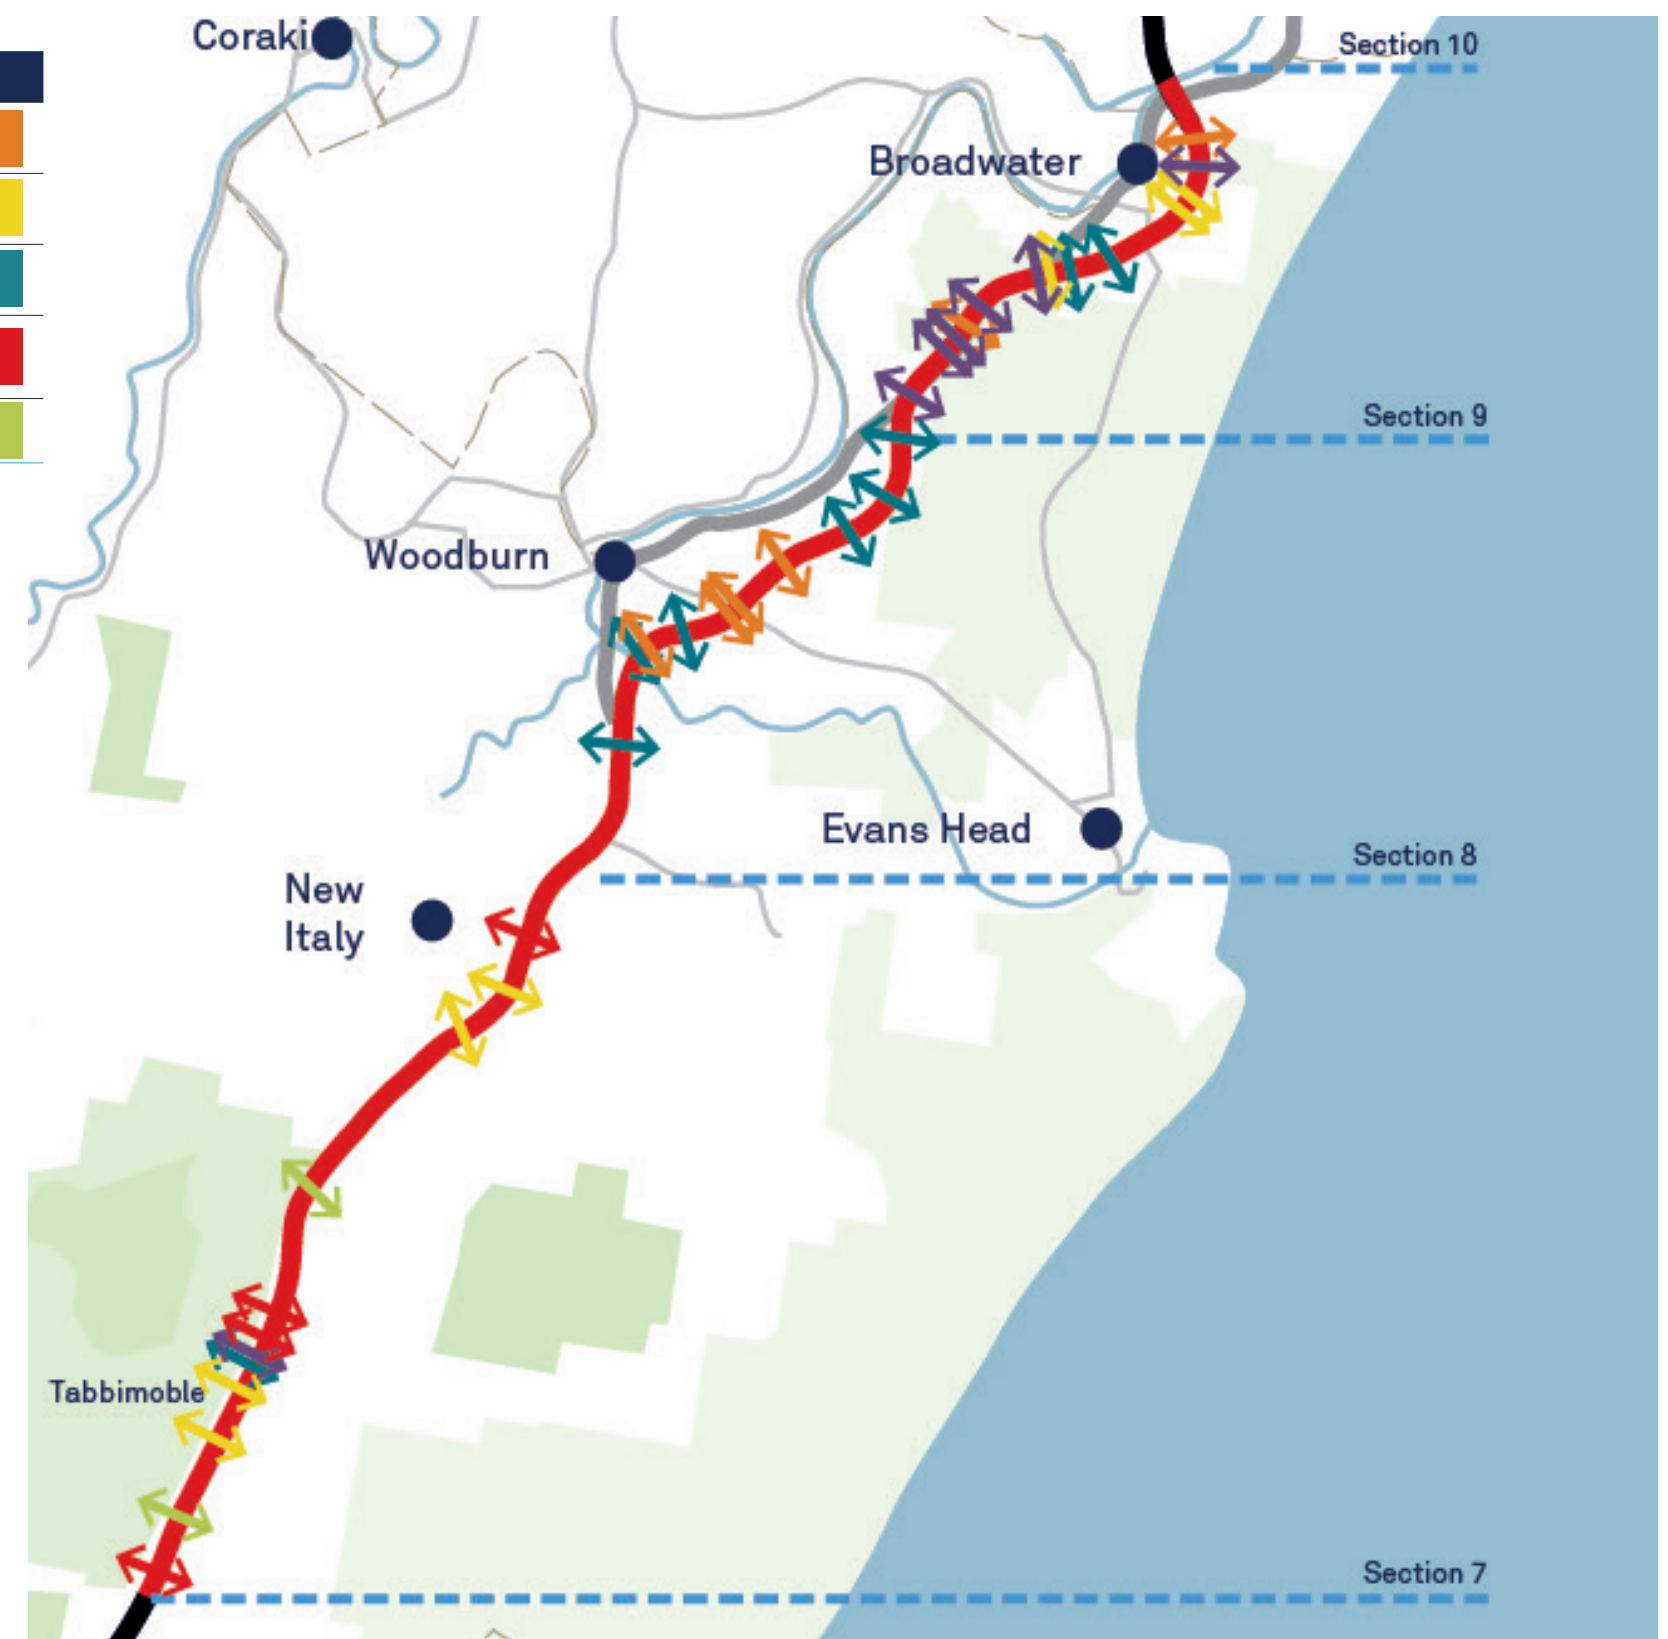 Coraki
Section 10
Broadwater
Section 9
Woodburn
Evans Head
Section 8
New
Italy
Tabbimoble
Section 7